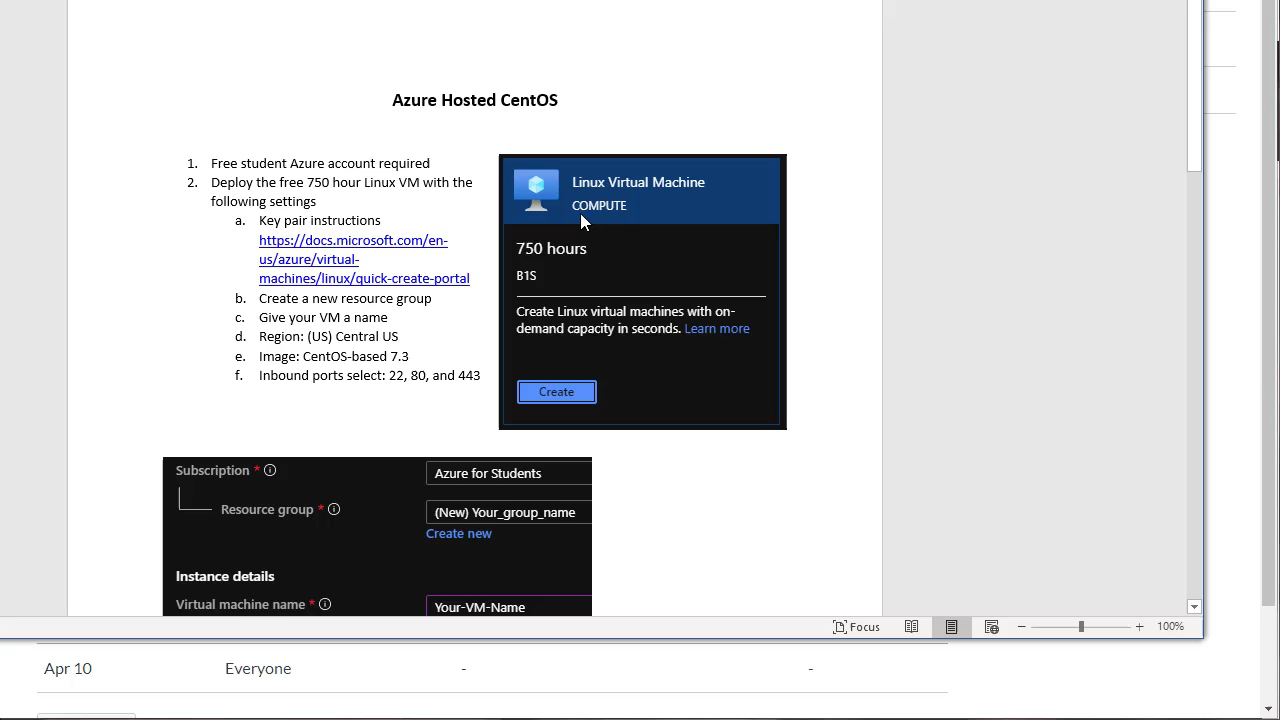 Azure Hosted CentOS
1. Free student Azure account required
2. Deploy the free 750 hour Linux VM with the
following settings
a. Key pair instructions
https://docs.microsoft.com/en-
us/azure/virtual-
machines/linux/quick-create-portal
b. Create a new resource group
c. Give your VM a name
d. Region: (US) Central US
e. Image: CentOS-based 7.3
f. Inbound ports select: 22, 80, and 443
Linux Virtual Machine
COMPUTE
750 hours
B1S
Create Linux virtual machines with on-
demand capacity in seconds. Learn more
Create
Subscription * Azure for Students
Resource group * (New) Your_group_name
Create new
Instance details
Virtual machine name * Your-VM-Name
Focus
100%
Apr 10 Everyone - -